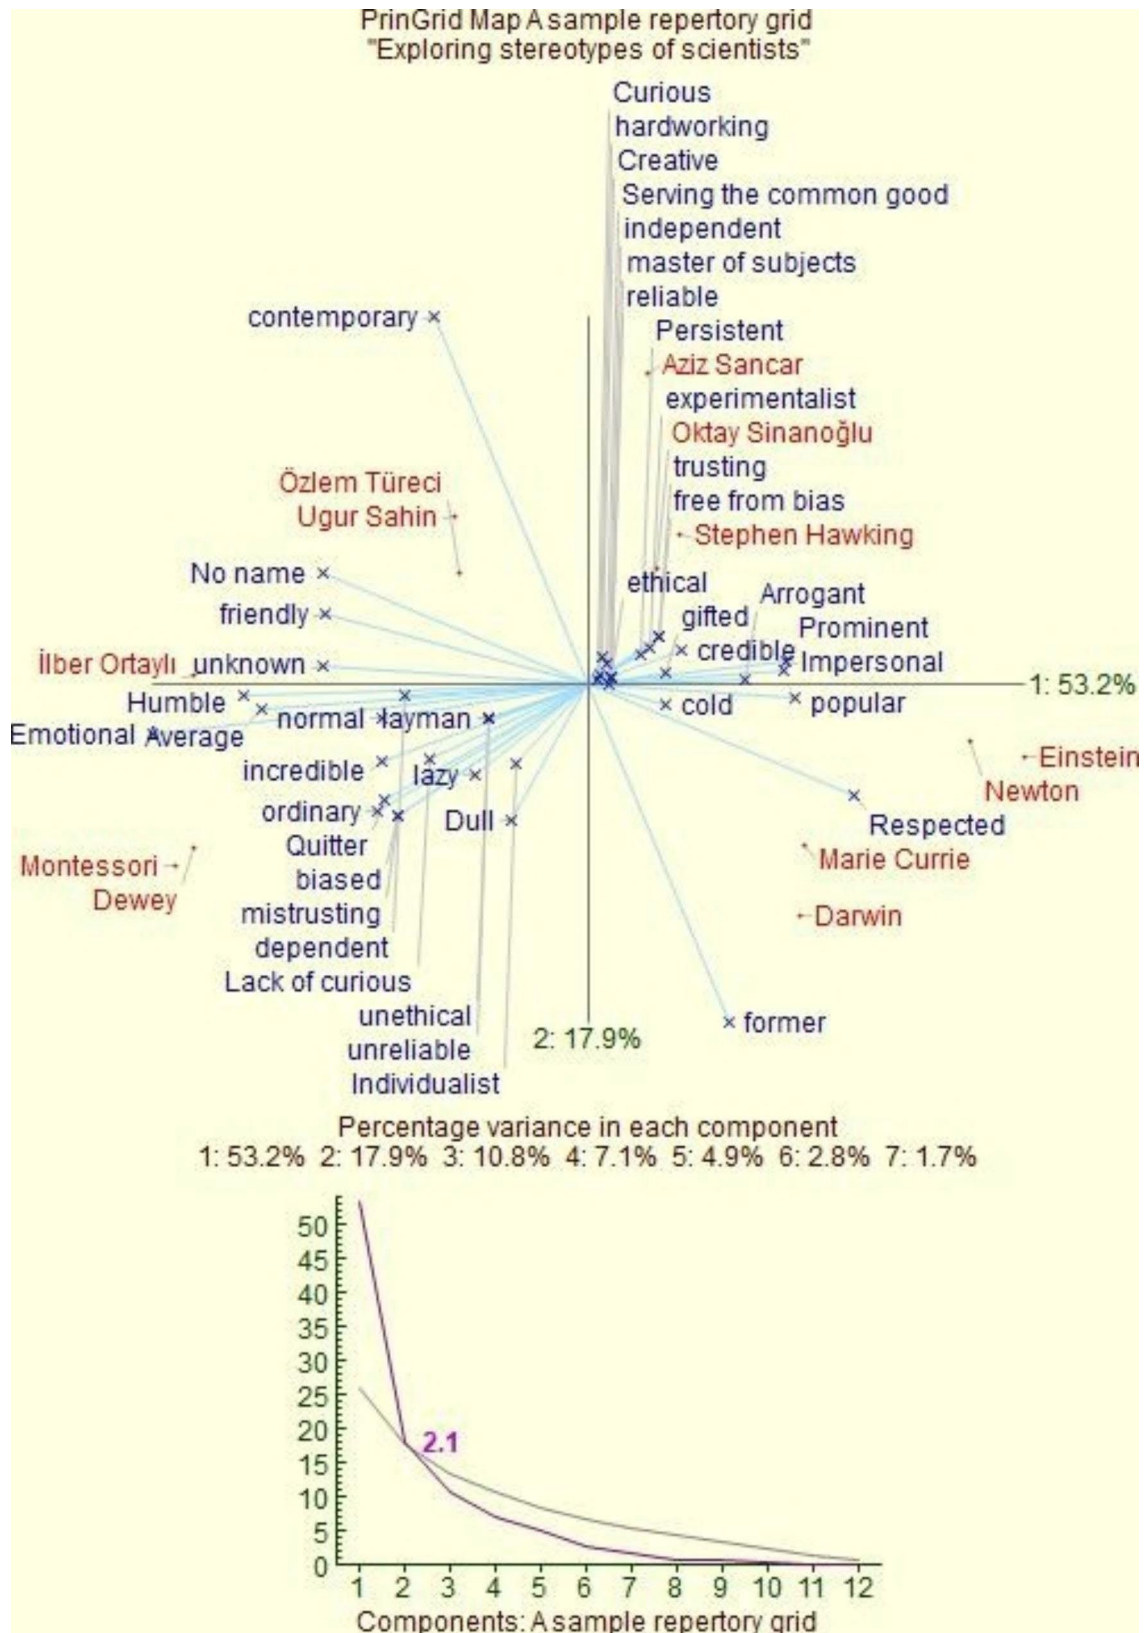 PrinGrid Map A sample repertory grid
"Exploring stereotypes of scientists"
Curious
hardworking
Creative
Serving the common good
independent
master of subjects
reliable
contemporary
Persistent
Aziz Sancar
experimentalist
Oktay Sinanoğlu
trusting
Özlem Türeci
free from bias
Ugur Sahin
Stephen Hawking
No name
ethical
Arrogant
friendly
gifted
Prominent
credible
İlber Ortaylı
unknown
Impersonal
1: 53.2%
Humble
cold
popular
normal
layman
Emotional
Average
Einstein
incredible
lazy
Newton
ordinary
Dull
Respected
Quitter
Montessori
Marie Currie
biased
Dewey
mistrusting
Darwin
dependent
Lack of curious
unethical
former
2: 17.9%
unreliable
Individualist
Percentage variance in each component
1: 53.2% 2: 17.9% 3: 10.8% 4: 7.1% 5: 4.9% 6: 2.8% 7: 1.7%
50
45
40
35
30
25
20
2.1
15
10
5
0
1 2 3 4 5 6 7 8 9 10 11 12
Components: A sample repertory grid